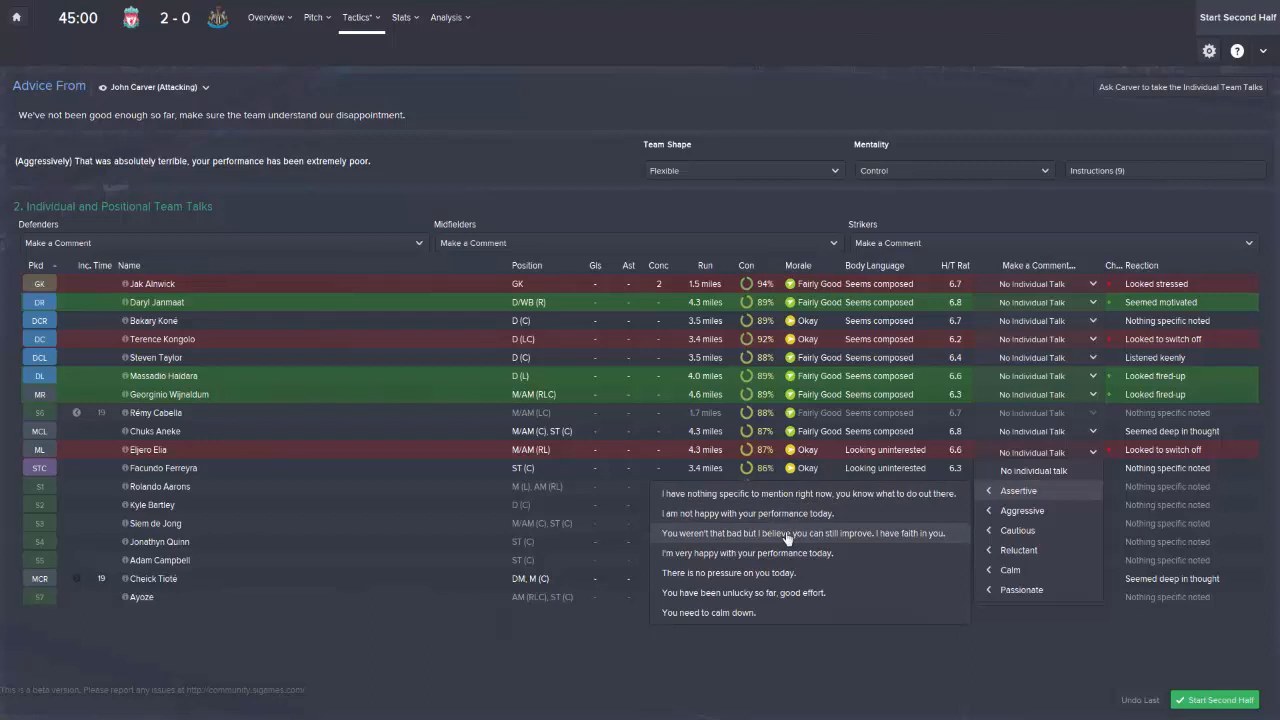 45:00 2 - 0 Overview Pitch Tactics* Stats Analysis Start Second Half
Advice From John Carver (Attacking) Ask Carver to take the Individual Team Talks
We've not been good enough so far, make sure the team understand our disappointment.
Team Shape Mentality
(Aggressively) That was absolutely terrible, your performance has been extremely poor.
Flexible Control Instructions (9)
2. Individual and Positional Team Talks
Defenders Midfielders Strikers
Make a Comment Make a Comment Make a Comment
Pkd Inc. Time Name Position Gls Ast Conc Run Con Morale Body Language H/T Rat Make a Comment... Ch... Reaction
GK Jak Alnwick GK - - 2 1.5 miles 94% Fairly Good Seems composed 6.7 No Individual Talk Looked stressed
DR Daryl Janmaat D/WB (R) - - - 4.3 miles 89% Fairly Good Seems composed 6.8 No Individual Talk Seemed motivated
DCR Bakary Koné D (C) - - - 3.5 miles 89% Okay Seems composed 6.7 No Individual Talk Nothing specific noted
DC Terence Kongolo D (LC) - - - 3.4 miles 92% Okay Seems composed 6.2 No Individual Talk Looked to switch off
DCL Steven Taylor D (C) - - - 3.5 miles 88% Fairly Good Seems composed 6.4 No Individual Talk Listened keenly
DL Massadio Haïdara D (L) - - - 4.0 miles 89% Fairly Good Seems composed 6.6 No Individual Talk Looked fired-up
MR Georginio Wijnaldum M/AM (RLC) - - - 4.6 miles 89% Fairly Good Seems composed 6.3 No Individual Talk Looked fired-up
S6 19 Rémy Cabella M/AM (LC) - - - 1.7 miles 88% Fairly Good Seems composed 6.7 No Individual Talk Nothing specific noted
MCL Chuks Aneke M/AM (C), ST (C) - - - 4.3 miles 87% Fairly Good Seems composed 6.8 No Individual Talk Seemed deep in thought
ML Eljero Elia M/AM (RL) - - - 4.3 miles 87% Okay Looking uninterested 6.6 No Individual Talk Looked to switch off
STC Facundo Ferreyra ST (C) - - - 3.4 miles 86% Okay Looking uninterested 6.3 No individual talk Nothing specific noted
S1 Rolando Aarons M (L), AM (RL) - - - Assertive Nothing specific noted
I have nothing specific to mention right now, you know what to do out there.
S2 Kyle Bartley D (C) Aggressive Nothing specific noted
I am not happy with your performance today.
S3 Siem de Jong M/AM (C), ST (C) Cautious Nothing specific noted
You weren't that bad but I believe you can still improve. I have faith in you.
S4 Jonathyn Quinn ST (C) Reluctant Nothing specific noted
I'm very happy with your performance today.
S5 Adam Campbell ST (C) Calm Nothing specific noted
There is no pressure on you today.
MCR 19 Cheick Tioté DM, M (C) Passionate Seemed deep in thought
You have been unlucky so far, good effort.
S7 Ayoze AM (RLC), ST (C) Nothing specific noted
You need to calm down.
This is a beta version. Please report any issues at http://community.sigames.com/
Undo Last Start Second Half